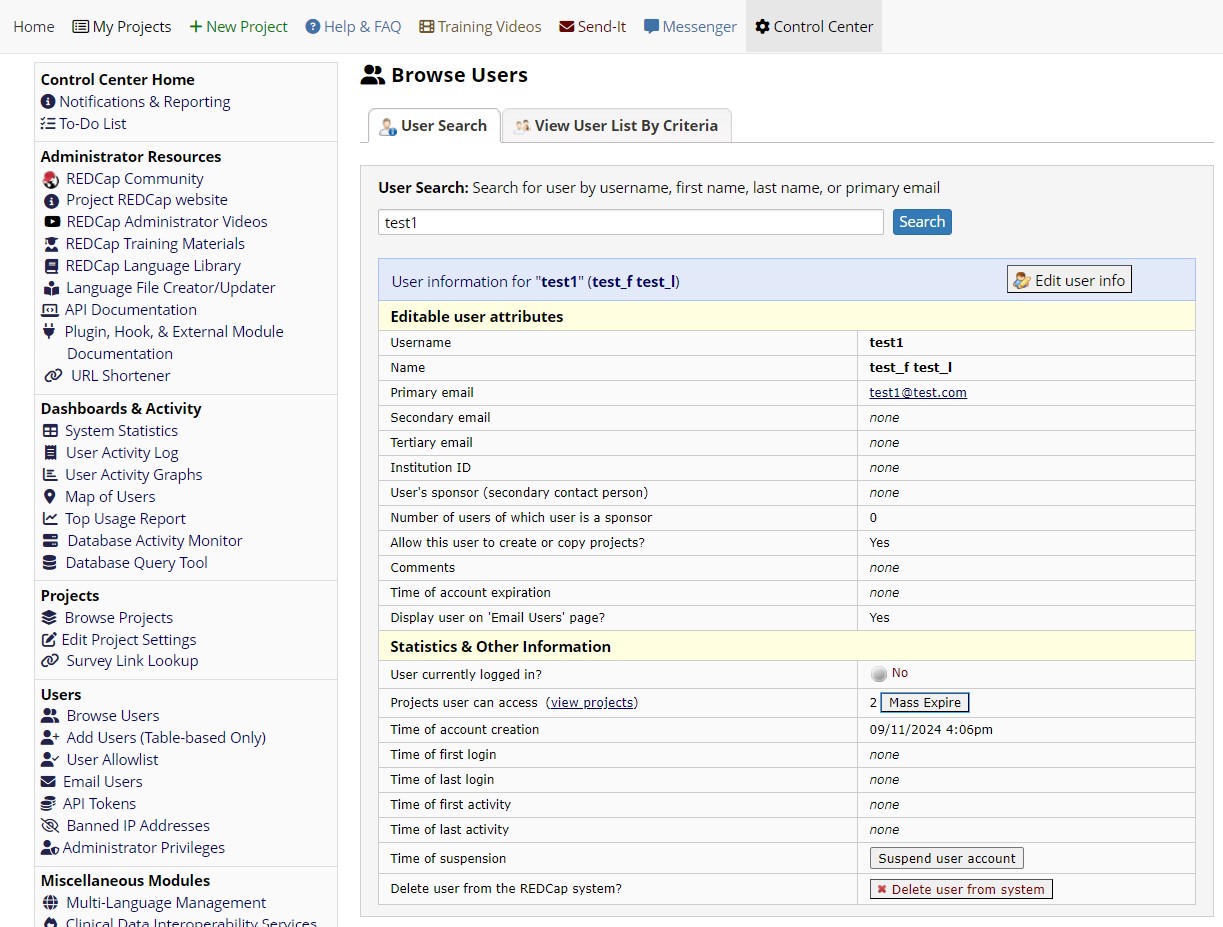 Home My Projects New Project Help & FAQ Training Videos Send-It Messenger Control Center
Control Center Home
Notifications & Reporting
To-Do List
Administrator Resources
REDCap Community
Project REDCap website
REDCap Administrator Videos
REDCap Training Materials
REDCap Language Library
Language File Creator/Updater
API Documentation
Plugin, Hook, & External Module
Documentation
URL Shortener
Dashboards & Activity
System Statistics
User Activity Log
User Activity Graphs
Map of Users
Top Usage Report
Database Activity Monitor
Database Query Tool
Projects
Browse Projects
Edit Project Settings
Survey Link Lookup
Users
Browse Users
Add Users (Table-based Only)
User Allowlist
Email Users
API Tokens
Banned IP Addresses
Administrator Privileges
Miscellaneous Modules
Multi-Language Management
Clinical Data Interoperability Services
Browse Users
User Search View User List By Criteria
User Search: Search for user by username, first name, last name, or primary email
test1 Search
User information for "test1" (test_f test_l) Edit user info
Editable user attributes
Username test1
Name test_f test_l
Primary email test1@test.com
Secondary email none
Tertiary email none
Institution ID none
User's sponsor (secondary contact person) none
Number of users of which user is a sponsor 0
Allow this user to create or copy projects? Yes
Comments none
Time of account expiration none
Display user on 'Email Users' page? Yes
Statistics & Other Information
User currently logged in? No
Projects user can access (view projects) 2 Mass Expire
Time of account creation 09/11/2024 4:06pm
Time of first login none
Time of last login none
Time of first activity none
Time of last activity none
Time of suspension Suspend user account
Delete user from the REDCap system? Delete user from system